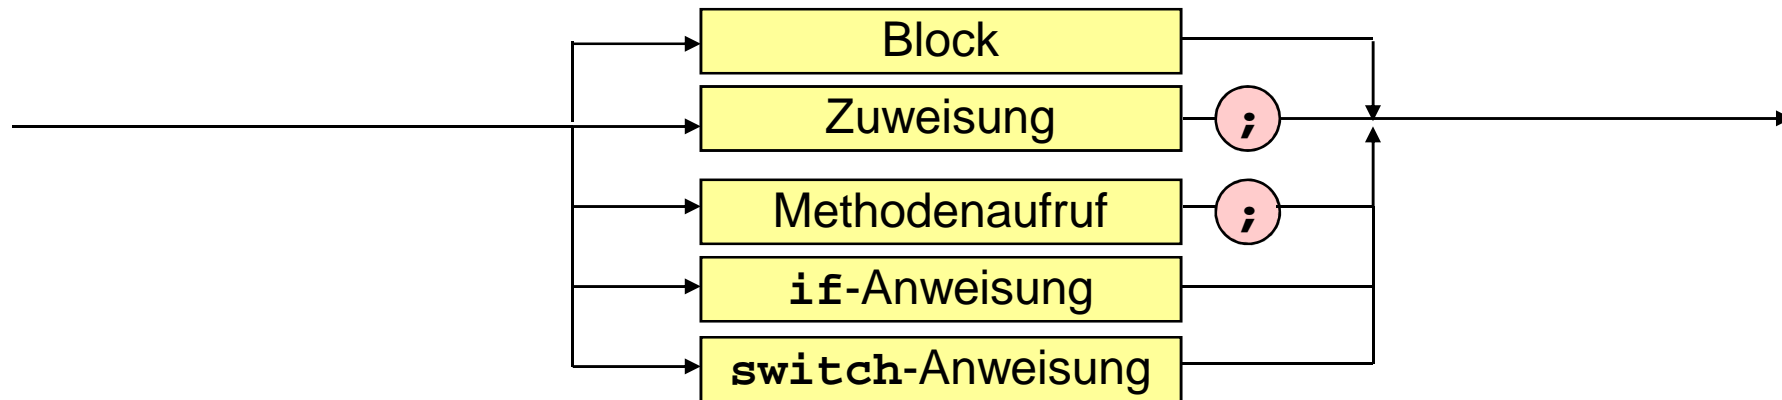 Block
Zuweisung ;
Methodenaufruf ;
if-Anweisung
switch-Anweisung